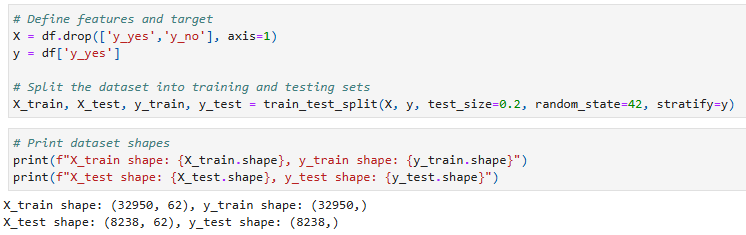 # Define features and target
X = df.drop(['y_yes','y_no'], axis=1)
y = df['y_yes']
# Split the dataset into training and testing sets
X_train, X_test, y_train, y_test = train_test_split(X, y, test_size=0.2, random_state=42, stratify=y)
# Print dataset shapes
print(f"X_train shape: {X_train.shape}, y_train shape: {y_train.shape}")
print(f"X_test shape: {X_test.shape}, y_test shape: {y_test.shape}")
X_train shape: (32950, 62), y_train shape: (32950,)
X_test shape: (8238, 62), y_test shape: (8238,)